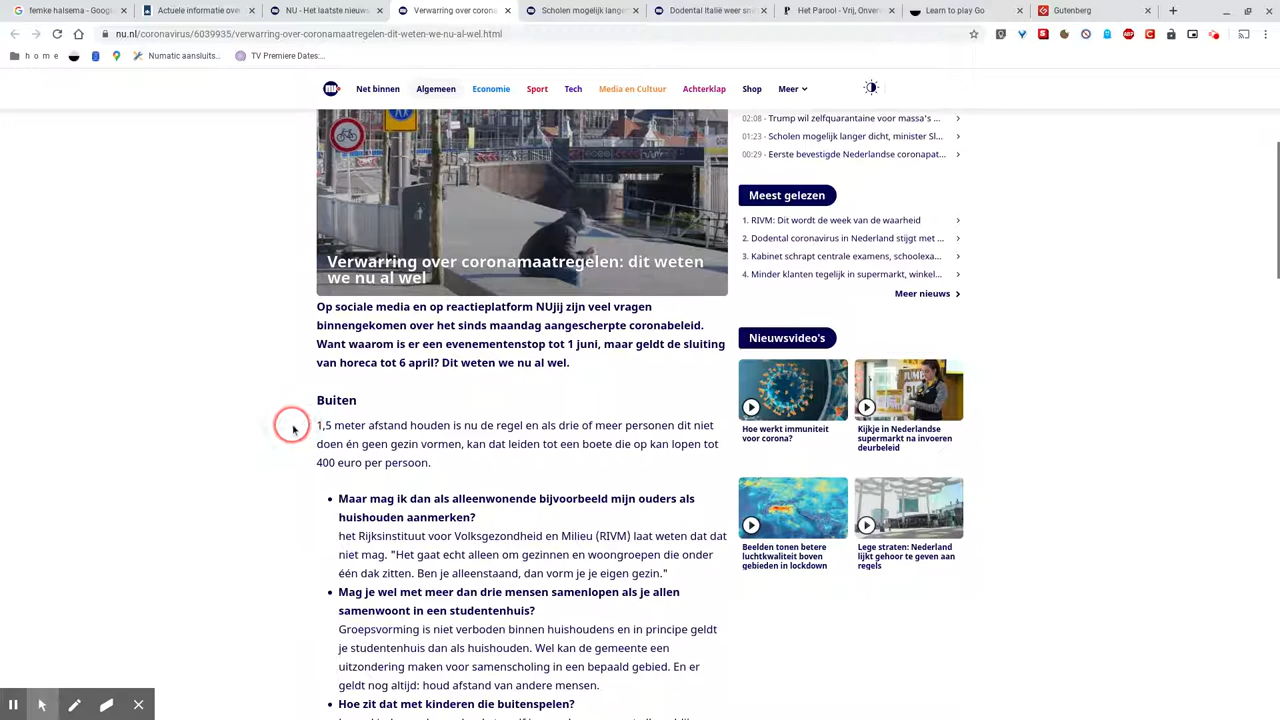 femke halsema - Googl
Actuele informatie over
NU - Het laatste nieuws
Verwarring over corona
Scholen mogelijk langer
Dodental Italië weer sne
Het Parool - Vrij, Onver
Learn to play Go
Gutenberg
nu.nl/coronavirus/6039935/verwarring-over-coronamaatregelen-dit-weten-we-nu-al-wel.html
h o m e
Numatic aansluits...
TV Premiere Dates:...
nu
Net binnen
Algemeen
Economie
Sport
Tech
Media en Cultuur
Achterklap
Shop
Meer
Verwarring over coronamaatregelen: dit weten
we nu al wel
Op sociale media en op reactieplatform NUjij zijn veel vragen
binnengekomen over het sinds maandag aangescherpte coronabeleid.
Want waarom is er een evenementenstop tot 1 juni, maar geldt de sluiting
van horeca tot 6 april? Dit weten we nu al wel.
Buiten
1,5 meter afstand houden is nu de regel en als drie of meer personen dit niet
doen én geen gezin vormen, kan dat leiden tot een boete die op kan lopen tot
400 euro per persoon.
• Maar mag ik dan als alleenwonende bijvoorbeeld mijn ouders als
huishouden aanmerken?
het Rijksinstituut voor Volksgezondheid en Milieu (RIVM) laat weten dat dat
niet mag. "Het gaat echt alleen om gezinnen en woongroepen die onder
één dak zitten. Ben je alleenstaand, dan vorm je je eigen gezin."
• Mag je wel met meer dan drie mensen samenlopen als je allen
samenwoont in een studentenhuis?
Groepsvorming is niet verboden binnen huishoudens en in principe geldt
je studentenhuis dan als huishouden. Wel kan de gemeente een
uitzondering maken voor samenscholing in een bepaald gebied. En er
geldt nog altijd: houd afstand van andere mensen.
• Hoe zit dat met kinderen die buitenspelen?
02:08 - Trump wil zelfquarantaine voor massa's ...
01:23 - Scholen mogelijk langer dicht, minister Sl...
00:29 - Eerste bevestigde Nederlandse coronapat...
Meest gelezen
1. RIVM: Dit wordt de week van de waarheid
2. Dodental coronavirus in Nederland stijgt met ...
3. Kabinet schrapt centrale examens, schoolexa...
4. Minder klanten tegelijk in supermarkt, winkel...
Meer nieuws
Nieuwsvideo's
Hoe werkt immuniteit
voor corona?
Kijkje in Nederlandse
supermarkt na invoeren
deurbeleid
Beelden tonen betere
luchtkwaliteit boven
gebieden in lockdown
Lege straten: Nederland
lijkt gehoor te geven aan
regels